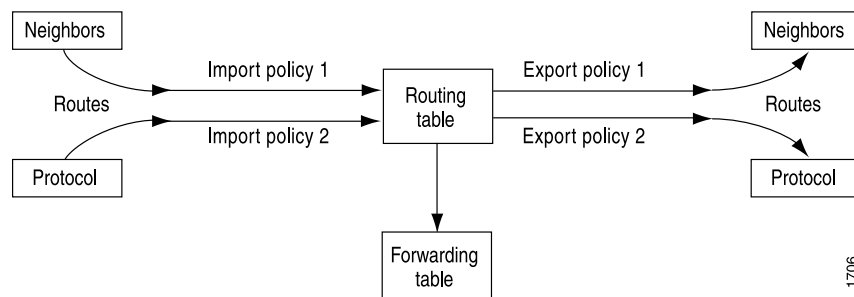 Neighbors
Neighbors
Import policy 1
Export policy 1
Routes
Routing
table
Routes
Import policy 2
Export policy 2
Protocol
Protocol
Forwarding
table
1706